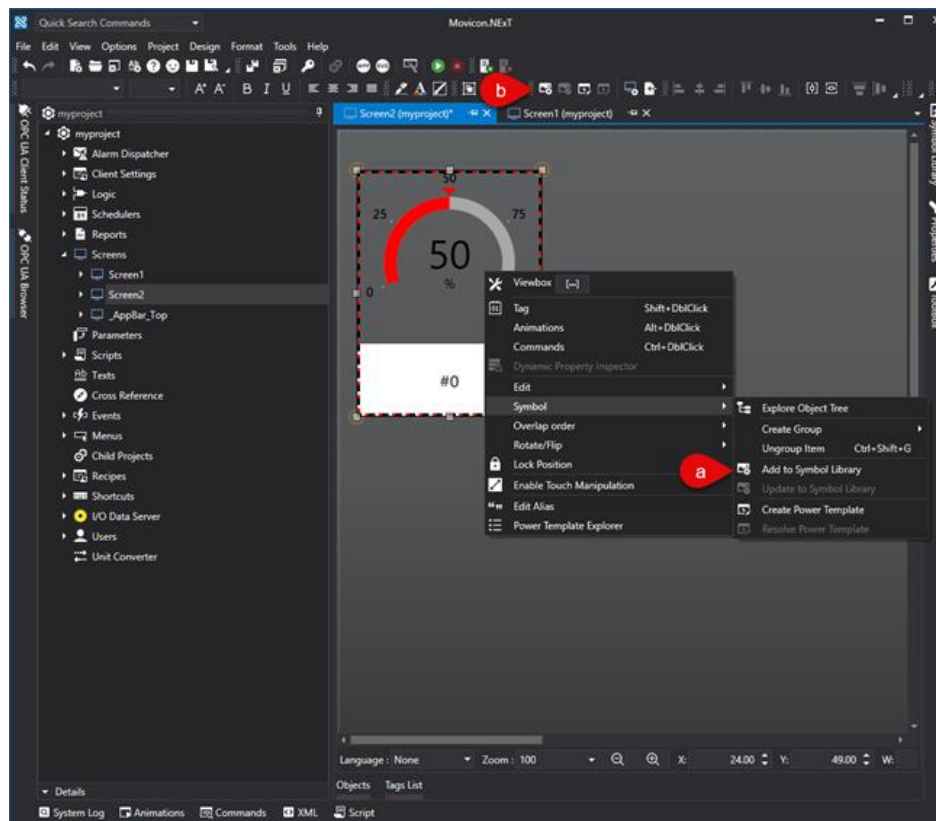 Quick Search Commands
Movicon.NExT
File Edit View Options Project Design Format Tools Help
B I U
b
OPC UA Client Status
OPC UA Browser
myproject
myproject
Alarm Dispatcher
Client Settings
Logic
Schedulers
Reports
Screens
Screen1
Screen2
_AppBar_Top
Parameters
Scripts
Texts
Cross Reference
Events
Menus
Child Projects
Recipes
Shortcuts
I/O Data Server
Users
Unit Converter
Details
Screen2 (myproject)* Screen1 (myproject)
50
25 75
50
%
0
#0
Viewbox
Tag Shift+DblClick
Animations Alt+DblClick
Commands Ctrl+DblClick
Dynamic Property Inspector
Edit
Symbol
Overlap order
Rotate/Flip
Lock Position
Enable Touch Manipulation
Edit Alias
Power Template Explorer
Explore Object Tree
Create Group
Ungroup Item Ctrl+Shift+G
a Add to Symbol Library
Update to Symbol Library
Create Power Template
Resolve Power Template
Symbol Library
Properties
Language : None Zoom : 100 X: 24.00 Y: 49.00 W:
Objects Tags List
System Log Animations Commands XML Script